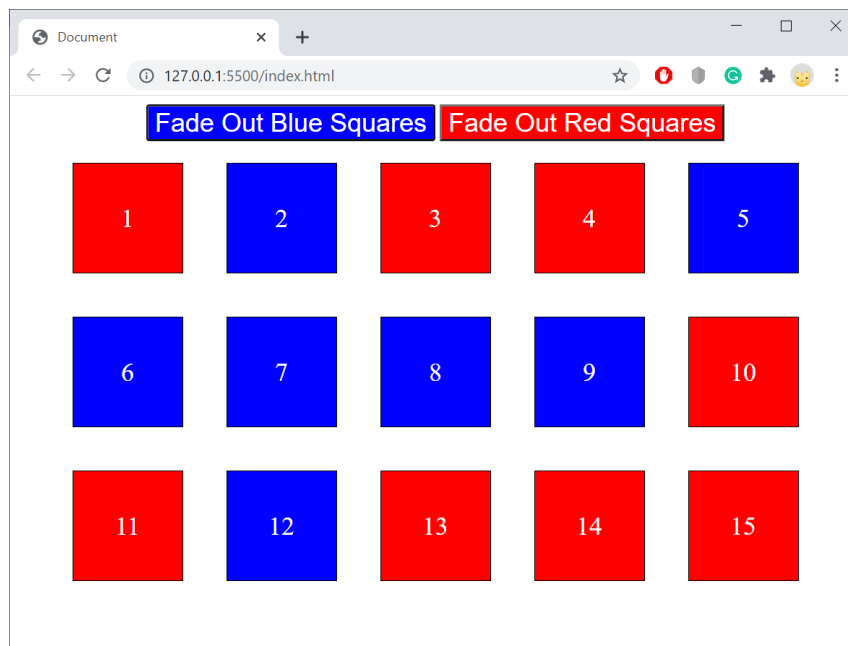 Document
127.0.0.1:5500/index.html
Fade Out Blue Squares Fade Out Red Squares
1 2 3 4 5
6 7 8 9 10
11 12 13 14 15